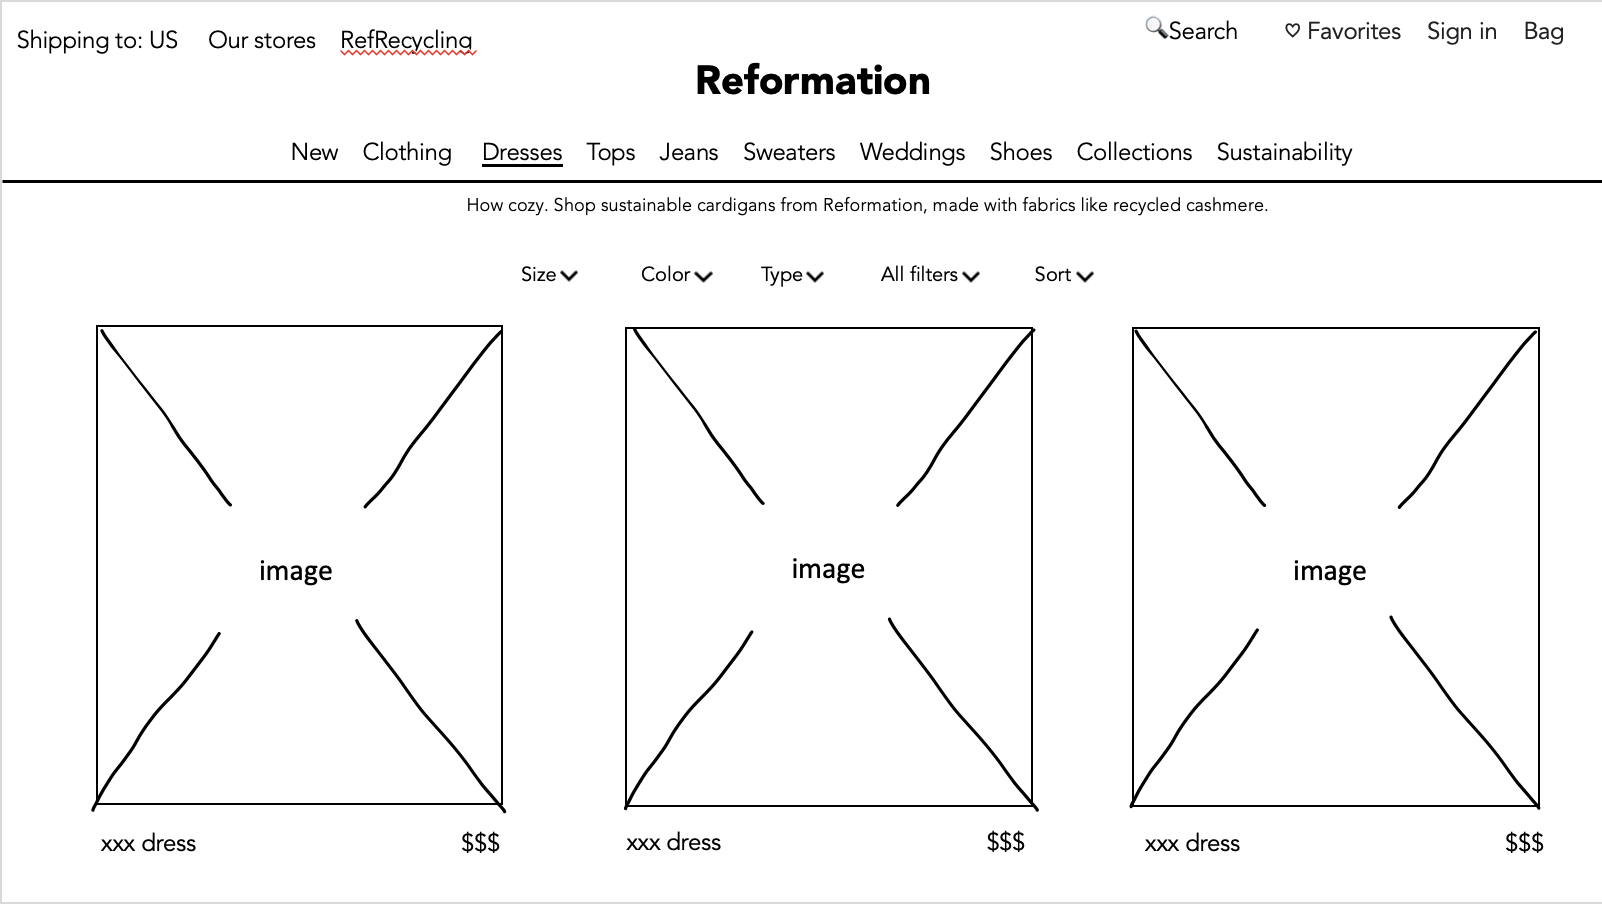 Shipping to: US Our stores RefRecycling Search Favorites Sign in Bag
Reformation
New Clothing Dresses Tops Jeans Sweaters Weddings Shoes Collections Sustainability
How cozy. Shop sustainable cardigans from Reformation, made with fabrics like recycled cashmere.
Size Color Type All filters Sort
image image image
xxx dress $$$ xxx dress $$$ xxx dress $$$